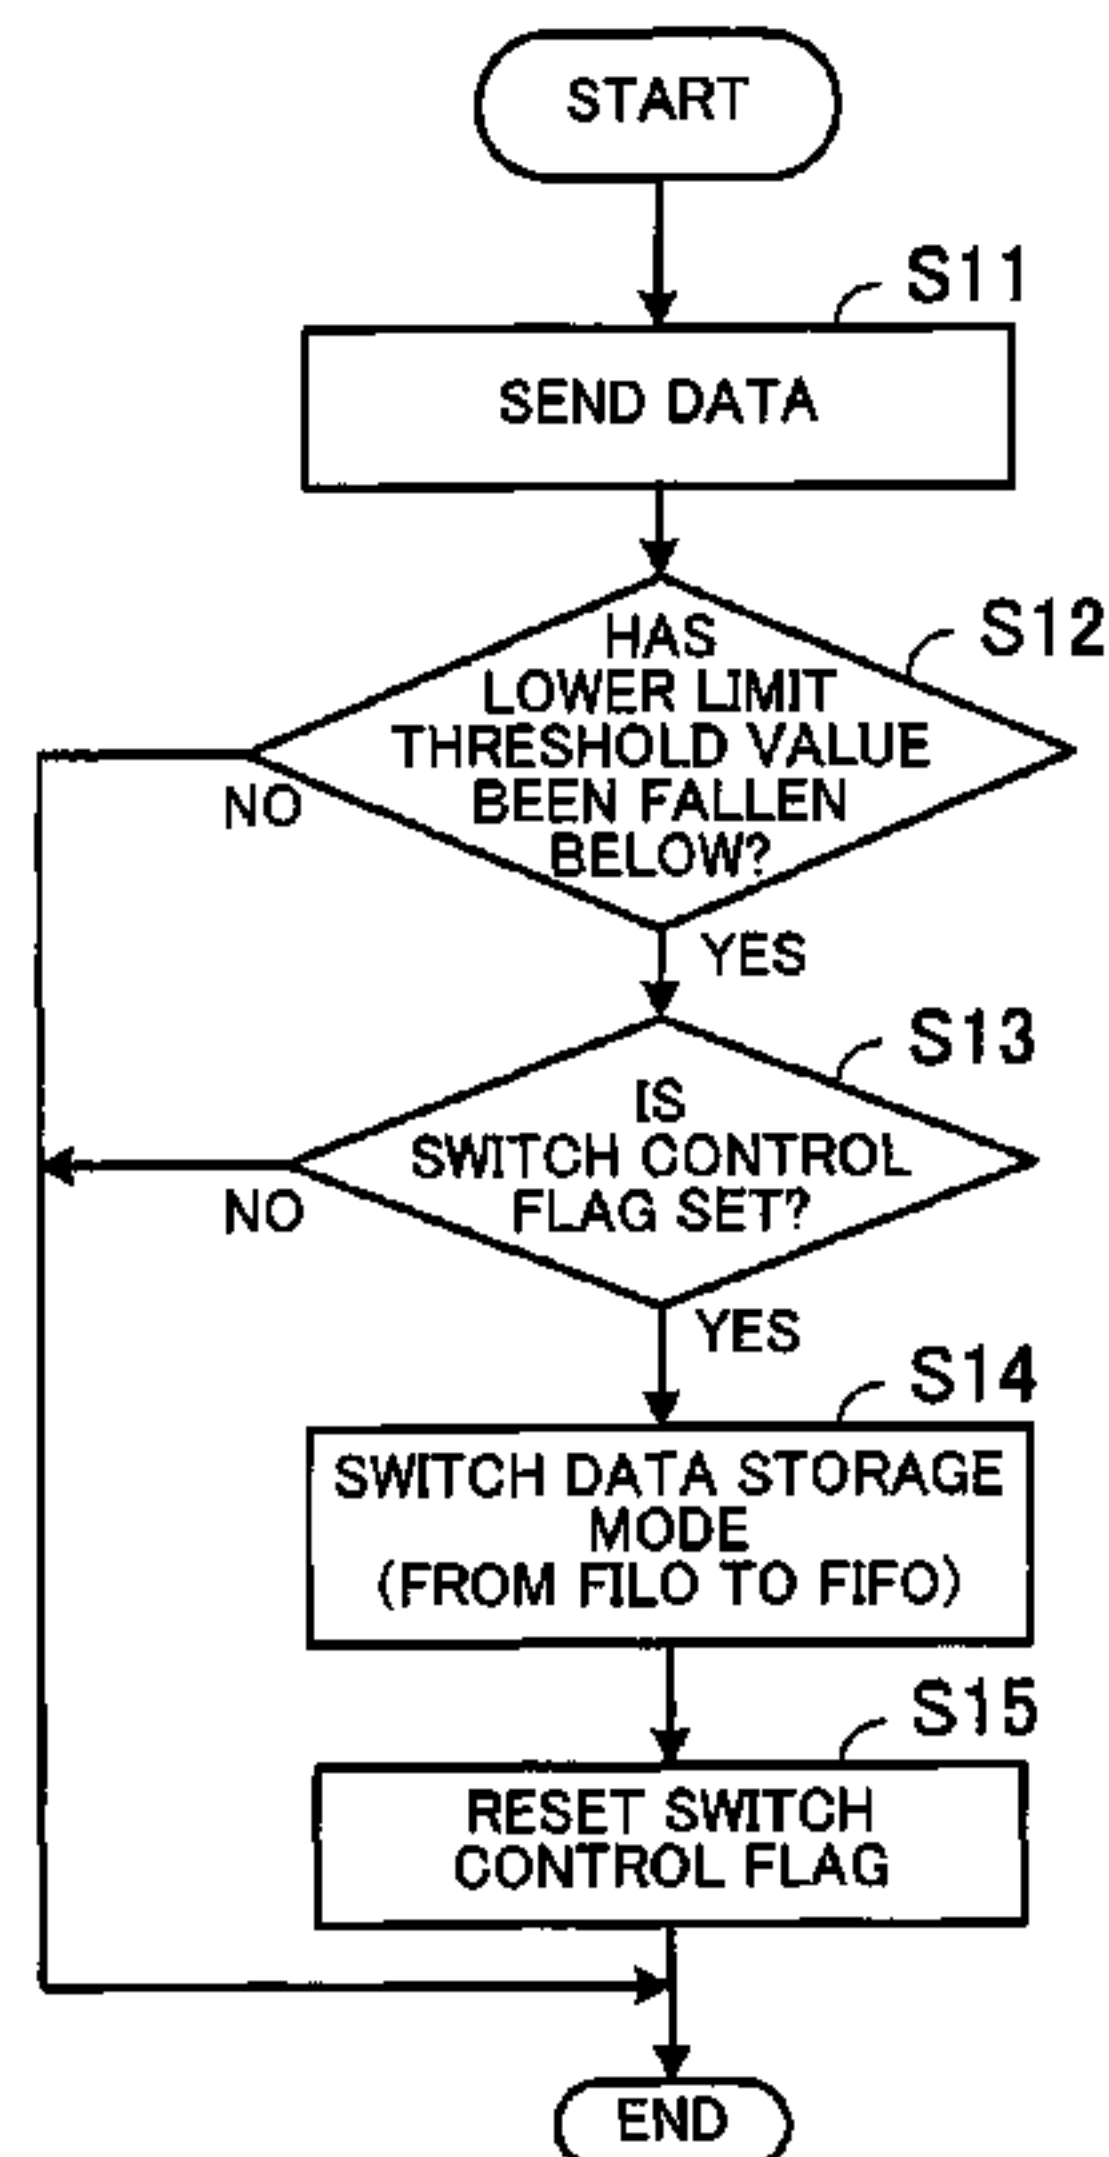 START
S11
SEND DATA
S12
HAS
LOWER LIMIT
THRESHOLD VALUE
BEEN FALLEN
BELOW?
NO
YES
S13
IS
SWITCH CONTROL
FLAG SET?
NO
YES
S14
SWITCH DATA STORAGE
MODE
(FROM FILO TO FIFO)
S15
RESET SWITCH
CONTROL FLAG
END